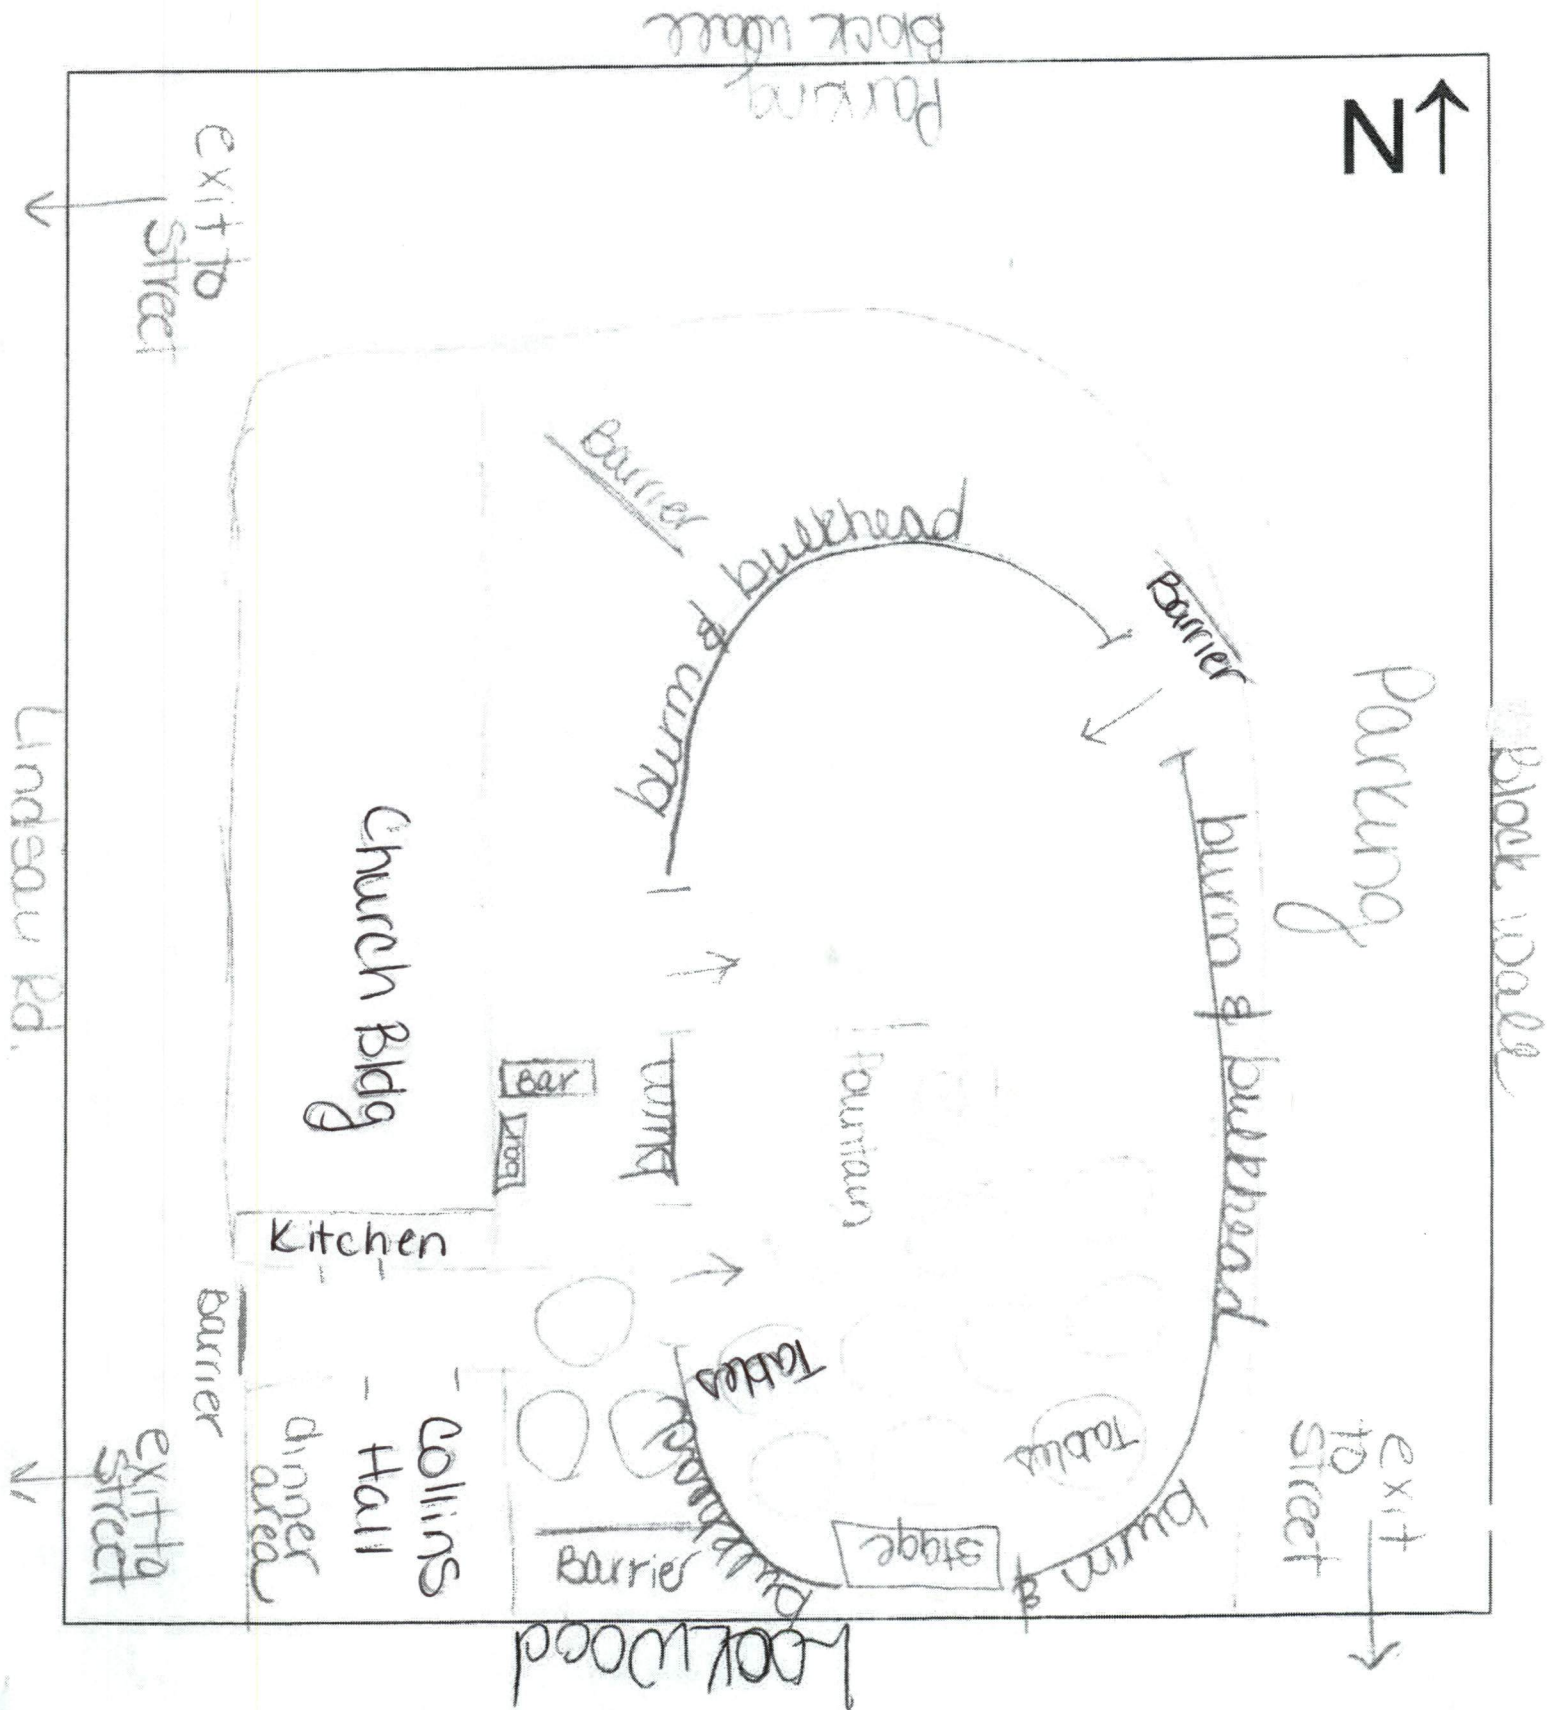 Block Wall
Parking
N
exit to
Street
Barrier
burm & bulkhead
Barrier
Parking
Block Wall
Lindsay Rd.
Church Bldg
burm & bulkhead
Bar
Bar
burm
Fountain
Kitchen
Barrier
Tables
Tables
exit to
Street
dinner
area
Collins
Hall
Barrier
bulkhead
Stage
burm &
exit
to
Street
Lockwood